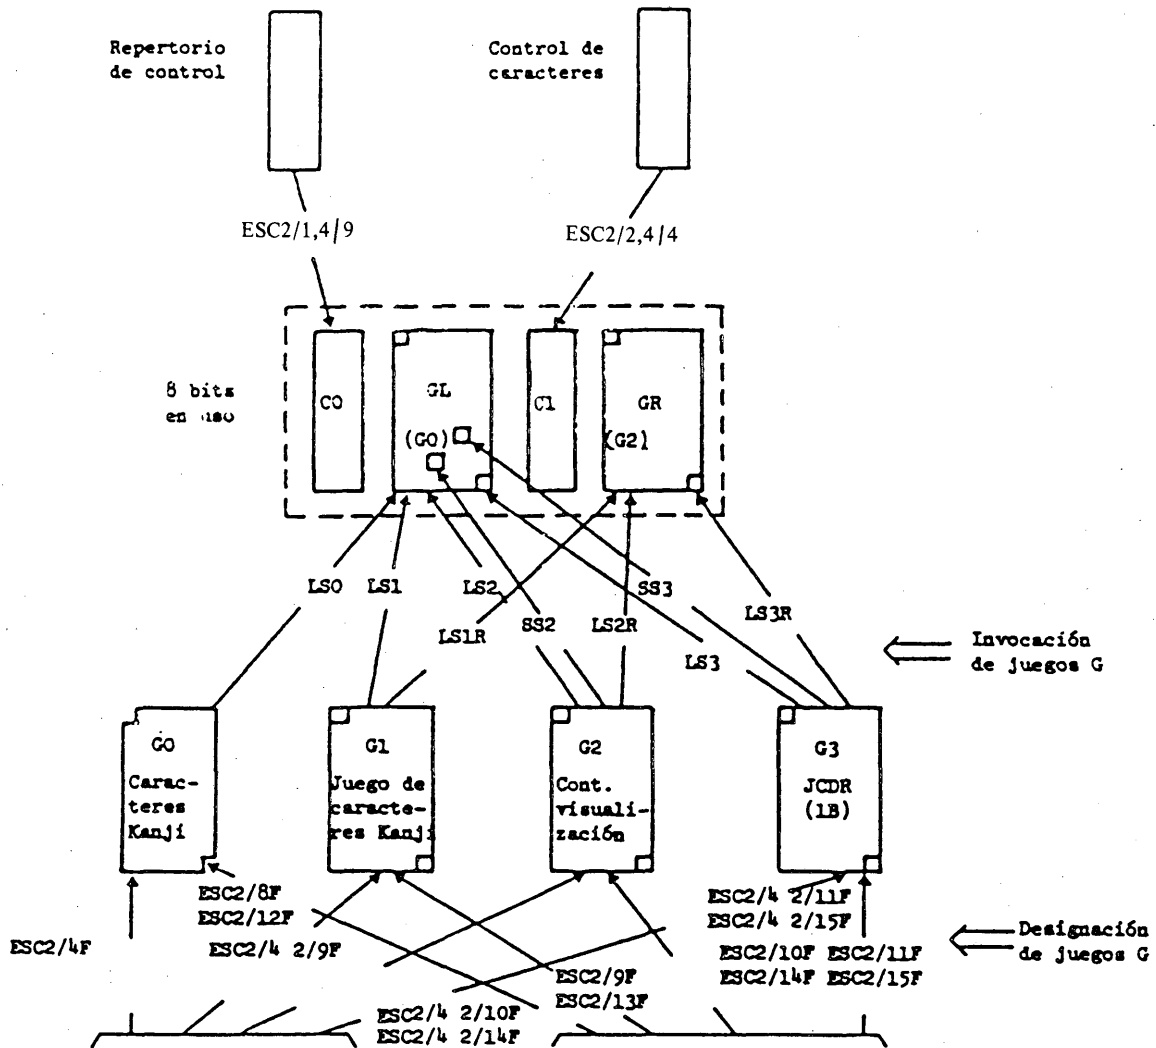 Repertorio
de control
Control de
caracteres
ESC2/1,4/9
ESC2/2,4/4
8 bits
en uso
C0
GL
(G0)
C1
GR
(G2)
LS0
LS1
LS2
SS3
LS1R
SS2
LS2R
LS3R
LS3
Invocación
de juegos G
G0
Carac-
teres
Kanji
G1
Juego de
caracte-
res Kanji
G2
Cont.
visuali-
zación
G3
JCDR
(1B)
ESC2/8F
ESC2/12F
ESC2/4F
ESC2/4 2/9F
ESC2/4 2/11F
ESC2/4 2/15F
ESC2/10F ESC2/11F
ESC2/14F ESC2/15F
Designación
de juegos G
ESC2/9F
ESC2/13F
ESC2/4 2/10F
ESC2/4 2/14F